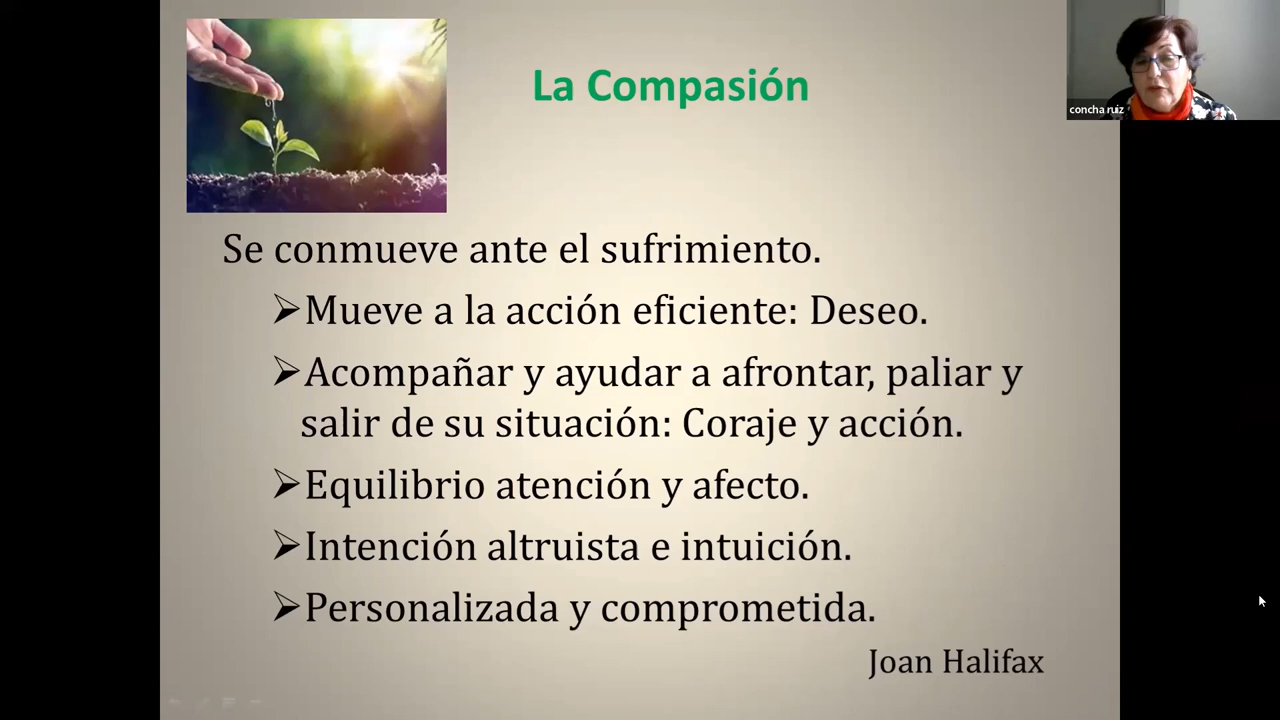 La Compasión
concha ruiz
Se conmueve ante el sufrimiento.
➢Mueve a la acción eficiente: Deseo.
➢Acompañar y ayudar a afrontar, paliar y
salir de su situación: Coraje y acción.
➢Equilibrio atención y afecto.
➢Intención altruista e intuición.
➢Personalizada y comprometida.
Joan Halifax